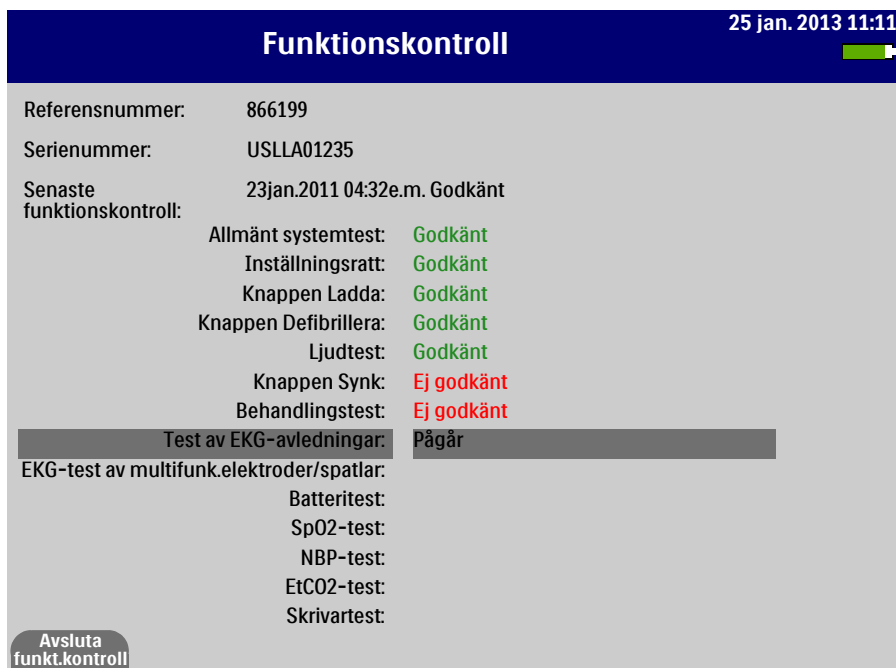 25 jan. 2013 11:11
Funktionskontroll
Referensnummer: 866199
Serienummer: USLLA01235
Senaste funktionskontroll: 23jan.2011 04:32e.m. Godkänt
Allmänt systemtest: Godkänt
Inställningsratt: Godkänt
Knappen Ladda: Godkänt
Knappen Defibrillera: Godkänt
Ljudtest: Godkänt
Knappen Synk: Ej godkänt
Behandlingstest: Ej godkänt
Test av EKG-avledningar: Pågår
EKG-test av multifunk.elektroder/spatlar:
Batteritest:
SpO2-test:
NBP-test:
EtCO2-test:
Skrivartest:
Avsluta
funkt.kontroll